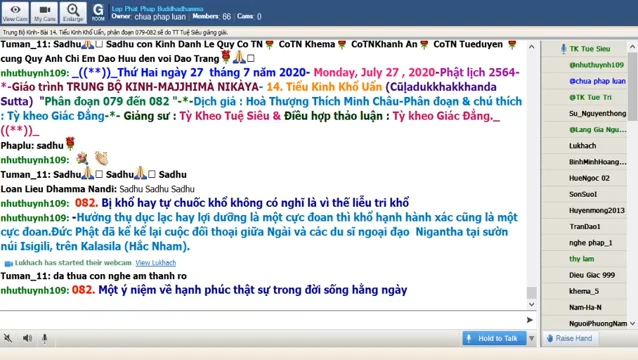 Lop Phat Phap Buddhadhamma
Owner: chua phap luan | Members: 66 | Cams: 0
View Cam
My Cam
Enlarge
G
ROOM
Trung Bộ Kinh- Bài 14. Tiểu Kinh Khổ Uẩn, phân đoạn 079-082 sẽ do TT Tuệ Siêu giảng giải.
Tuman_11: Sadhu Sadhu con Kinh Danh Le Quy Co TN CoTN Khema CoTNKhanh An CoTN Tueduyen
cung Quy Anh Chi Em Dao Huu den voi Dao Trang
nhuthuynh109: _((**))_Thứ Hai ngày 27 tháng 7 năm 2020- Monday, July 27 , 2020-Phật lịch 2564-
*-Giáo trình TRUNG BỘ KINH-MAJJHIMÀ NIKÀYA- 14. Tiểu Kinh Khổ Uẩn (Cūḷadukkhakkhanda
Sutta) "Phân đoạn 079 đến 082 "-*-Dịch giả : Hoà Thượng Thích Minh Châu-Phân đoạn & chú thích
: Tỳ kheo Giác Đẳng-*- Giảng sư : Tỳ Kheo Tuệ Siêu & Điều hợp thảo luận : Tỳ kheo Giác Đẳng._
((**))_
Phaplu: sadhu
nhuthuynh109:
Tuman_11: Sadhu Sadhu Sadhu
Loan Lieu Dhamma Nandi: Sadhu Sadhu Sadhu
nhuthuynh109: 082. Bị khổ hay tự chuốc khổ không có nghĩ là vì thế liễu tri khổ
nhuthuynh109: -Hưởng thụ dục lạc hay lợi dưỡng là một cực đoan thì khổ hạnh hành xác cũng là một
cực đoan.Đức Phật đã kể kể lại cuộc đối thoại giữa Ngài và các du sĩ ngoại đạo Nigantha tại sườn
núi Isigili, trên Kalasila (Hắc Nham).
Lukhach has started their webcam View Lukhach
Tuman_11: da thua con nghe am thanh ro
nhuthuynh109: 082. Một ý niệm về hạnh phúc thật sự trong đời sống hằng ngày
Hold to Talk
TK Tue Sieu
@nhuthuynh109
@chua phap luan
@TK Tue Tri
Su_Nguyenthong
@Lang Gia Ngu
Lukhach
BinhMinhHoang
HueNgoc 02
SonSuoI
Huyenmong2013
TranDao1
nghe phap_1
thy lam
Dieu Giac 999
khema_5
Nam-Ha-N
NguoiPhuongNam
Raise Hand